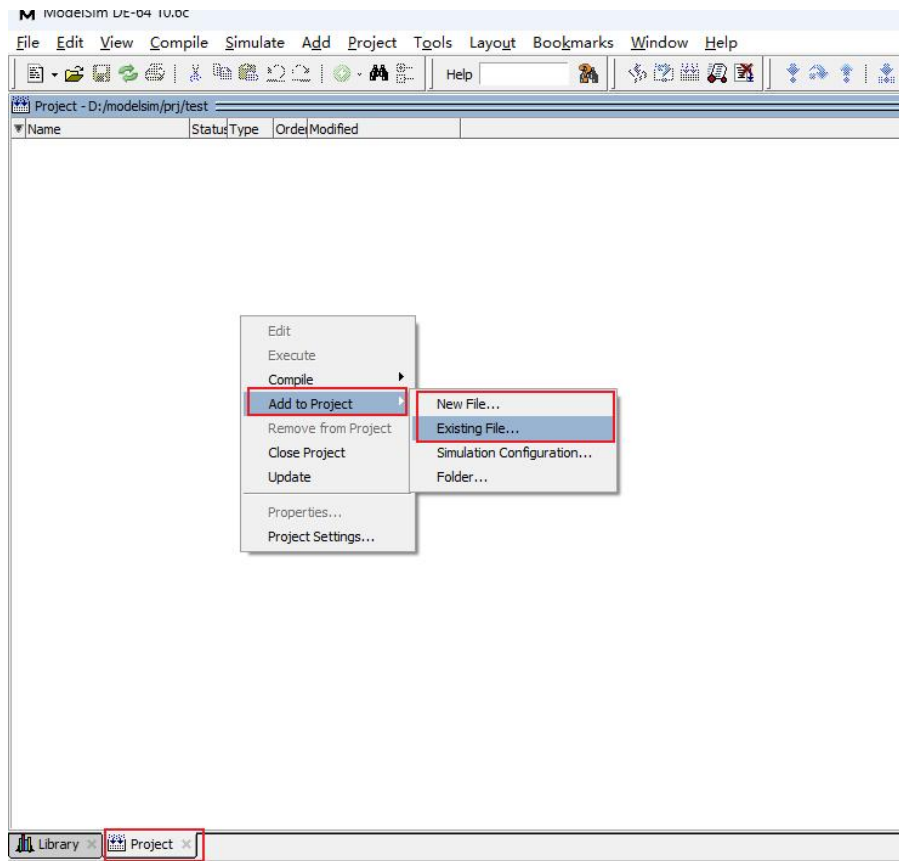 ModelSim DE-64 10.6c
File Edit View Compile Simulate Add Project Tools Layout Bookmarks Window Help
Help
Project - D:/modelsim/prj/test
Name Status Type Order Modified
Edit
Execute
Compile
Add to Project
New File...
Remove from Project
Existing File...
Close Project
Simulation Configuration...
Update
Folder...
Properties...
Project Settings...
Library Project